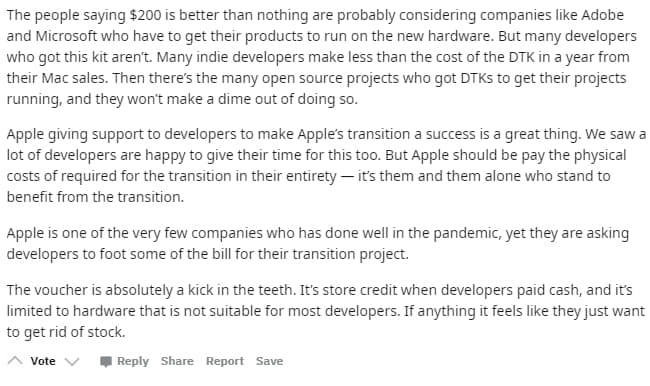 The people saying $200 is better than nothing are probably considering companies like Adobe
and Microsoft who have to get their products to run on the new hardware. But many developers
who got this kit aren't. Many indie developers make less than the cost of the DTK in a year from
their Mac sales. Then there's the many open source projects who got DTKs to get their projects
running, and they won't make a dime out of doing so.
Apple giving support to developers to make Apple's transition a success is a great thing. We saw a
lot of developers are happy to give their time for this too. But Apple should be pay the physical
costs of required for the transition in their entirety — it's them and them alone who stand to
benefit from the transition.
Apple is one of the very few companies who has done well in the pandemic, yet they are asking
developers to foot some of the bill for their transition project.
The voucher is absolutely a kick in the teeth. It's store credit when developers paid cash, and it's
limited to hardware that is not suitable for most developers. If anything it feels like they just want
to get rid of stock.
Vote Reply Share Report Save